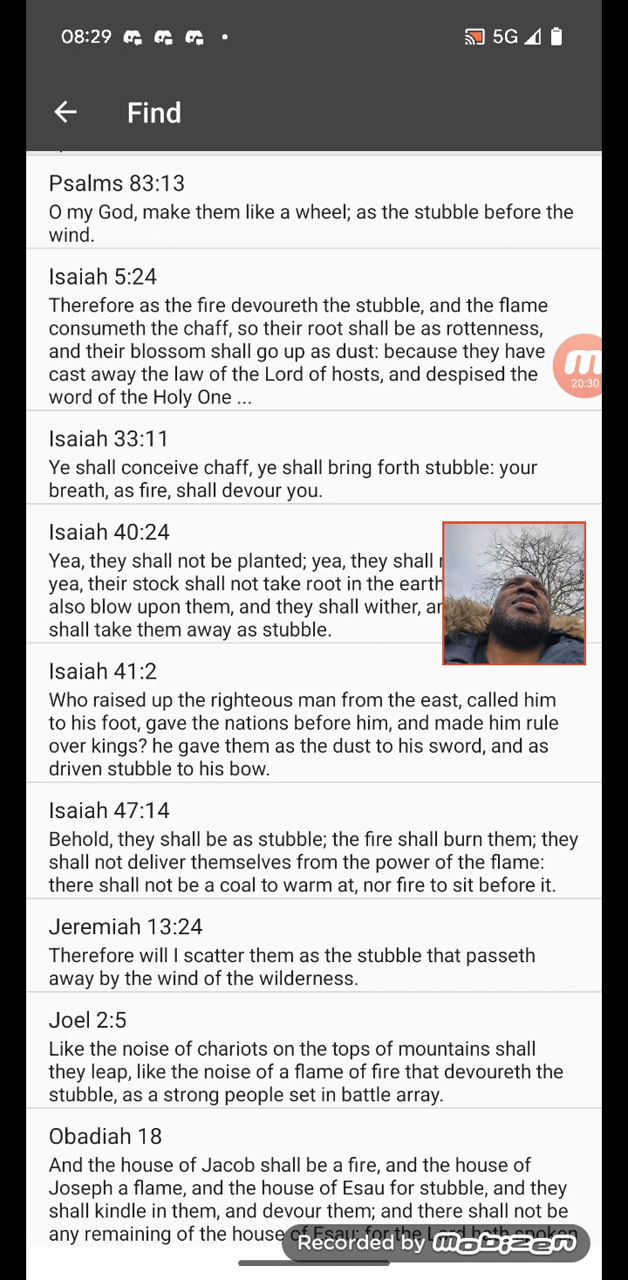 08:29
5G
Find
Psalms 83:13
O my God, make them like a wheel; as the stubble before the
wind.
Isaiah 5:24
Therefore as the fire devoureth the stubble, and the flame
consumeth the chaff, so their root shall be as rottenness,
and their blossom shall go up as dust: because they have
cast away the law of the Lord of hosts, and despised the
word of the Holy One ...
20:30
Isaiah 33:11
Ye shall conceive chaff, ye shall bring forth stubble: your
breath, as fire, shall devour you.
Isaiah 40:24
Yea, they shall not be planted; yea, they shall
yea, their stock shall not take root in the earth
also blow upon them, and they shall wither,
shall take them away as stubble.
Isaiah 41:2
Who raised up the righteous man from the east, called him
to his foot, gave the nations before him, and made him rule
over kings? he gave them as the dust to his sword, and as
driven stubble to his bow.
Isaiah 47:14
Behold, they shall be as stubble; the fire shall burn them; they
shall not deliver themselves from the power of the flame:
there shall not be a coal to warm at, nor fire to sit before it.
Jeremiah 13:24
Therefore will I scatter them as the stubble that passeth
away by the wind of the wilderness.
Joel 2:5
Like the noise of chariots on the tops of mountains shall
they leap, like the noise of a flame of fire that devoureth the
stubble, as a strong people set in battle array.
Obadiah 18
And the house of Jacob shall be a fire, and the house of
Joseph a flame, and the house of Esau for stubble, and they
shall kindle in them, and devour them; and there shall not be
any remaining of the house of Esau; for the Lord hath spoken
Recorded by mobizen